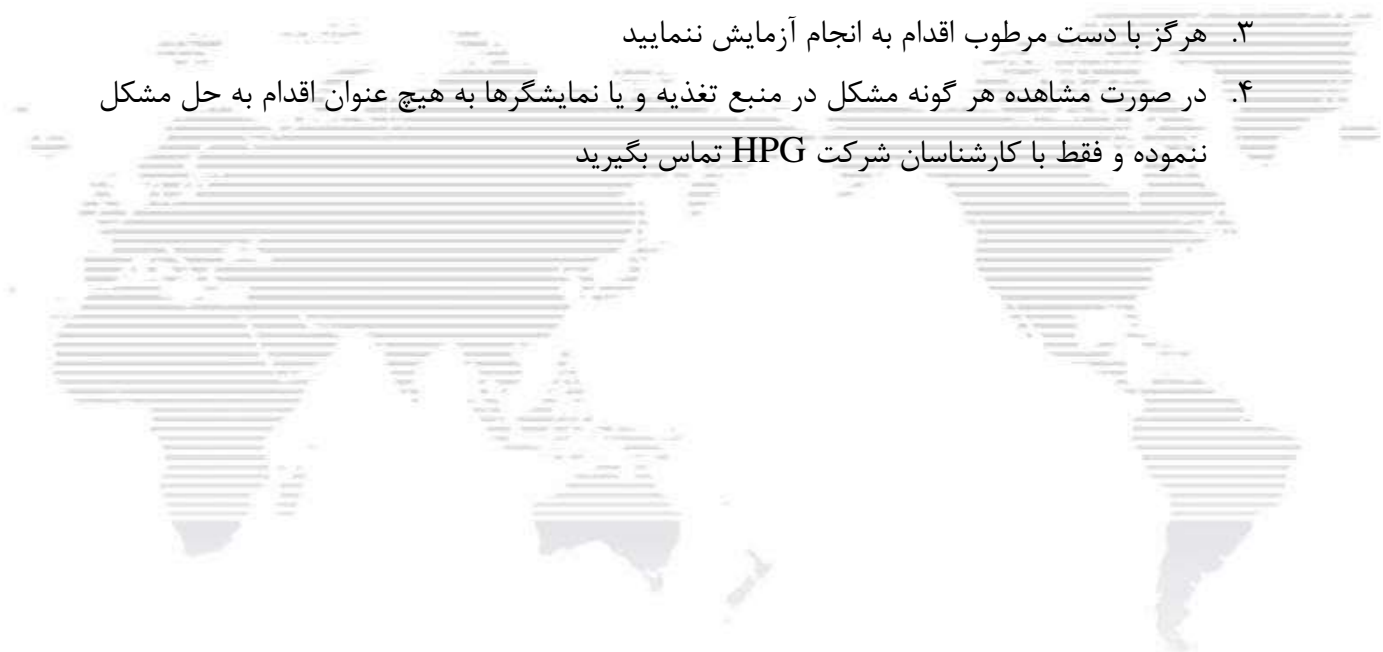 ۳. هرگز با دست مرطوب اقدام به انجام آزمایش ننمایید
۴. در صورت مشاهده هر گونه مشکل در منبع تغذیه و یا نمایشگرها به هیچ عنوان اقدام به حل مشکل
ننموده و فقط با کارشناسان شرکت HPG تماس بگیرید